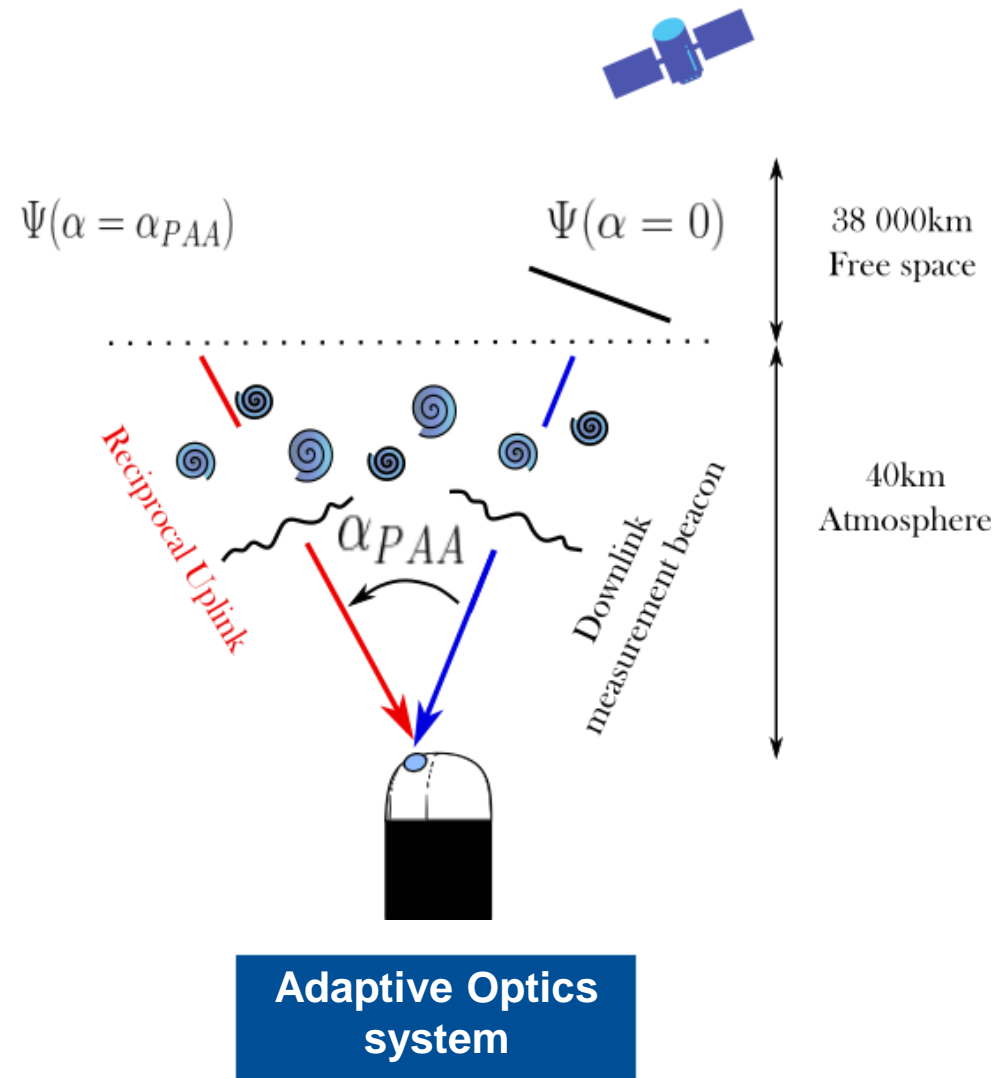 Ψ(α = α_PAA)
Ψ(α = 0)
38 000km
Free space
Reciprocal Uplink
α_PAA
Downlink
measurement beacon
40km
Atmosphere
Adaptive Optics
system